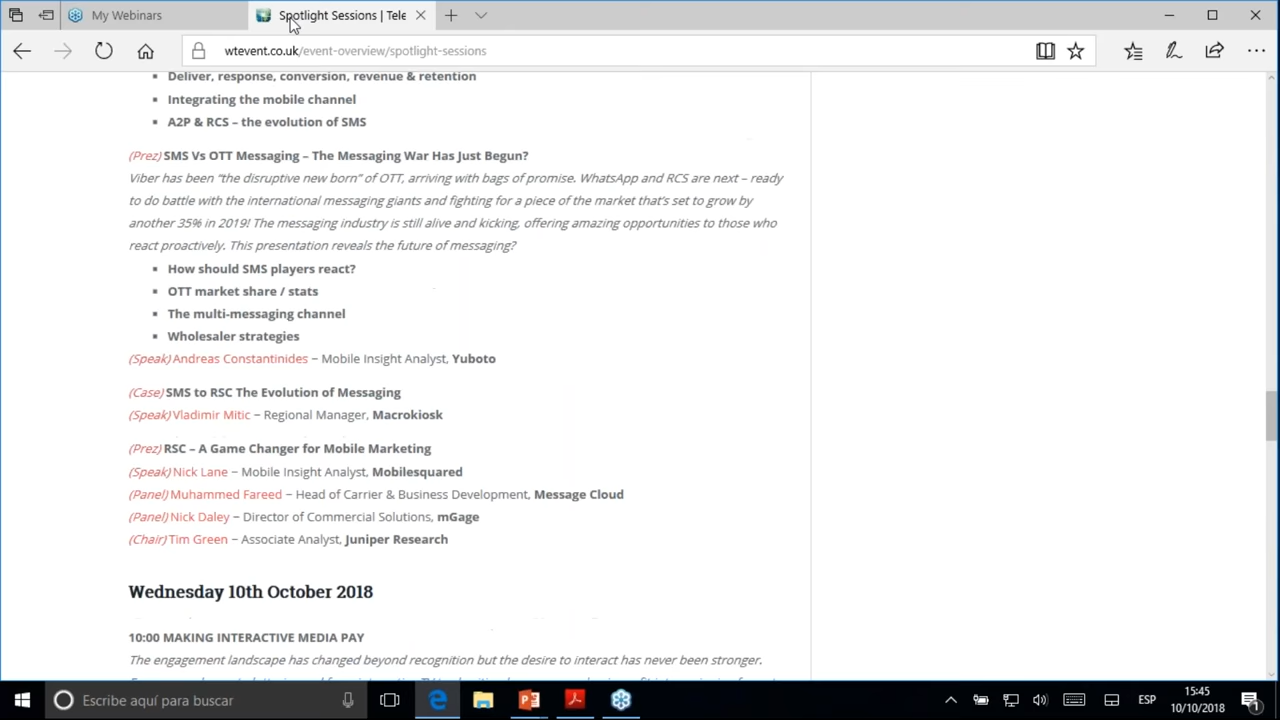 My Webinars
Spotlight Sessions | Tele
wtevent.co.uk/event-overview/spotlight-sessions
Deliver, response, conversion, revenue & retention
Integrating the mobile channel
A2P & RCS – the evolution of SMS
(Prez) SMS Vs OTT Messaging – The Messaging War Has Just Begun?
Viber has been “the disruptive new born” of OTT, arriving with bags of promise. WhatsApp and RCS are next – ready
to do battle with the international messaging giants and fighting for a piece of the market that’s set to grow by
another 35% in 2019! The messaging industry is still alive and kicking, offering amazing opportunities to those who
react proactively. This presentation reveals the future of messaging?
How should SMS players react?
OTT market share / stats
The multi-messaging channel
Wholesaler strategies
(Speak) Andreas Constantinides – Mobile Insight Analyst, Yuboto
(Case) SMS to RSC The Evolution of Messaging
(Speak) Vladimir Mitic – Regional Manager, Macrokiosk
(Prez) RSC – A Game Changer for Mobile Marketing
(Speak) Nick Lane – Mobile Insight Analyst, Mobilesquared
(Panel) Muhammed Fareed – Head of Carrier & Business Development, Message Cloud
(Panel) Nick Daley – Director of Commercial Solutions, mGage
(Chair) Tim Green – Associate Analyst, Juniper Research
Wednesday 10th October 2018
10:00 MAKING INTERACTIVE MEDIA PAY
The engagement landscape has changed beyond recognition but the desire to interact has never been stronger.
Escribe aquí para buscar
ESP
15:45
10/10/2018
1